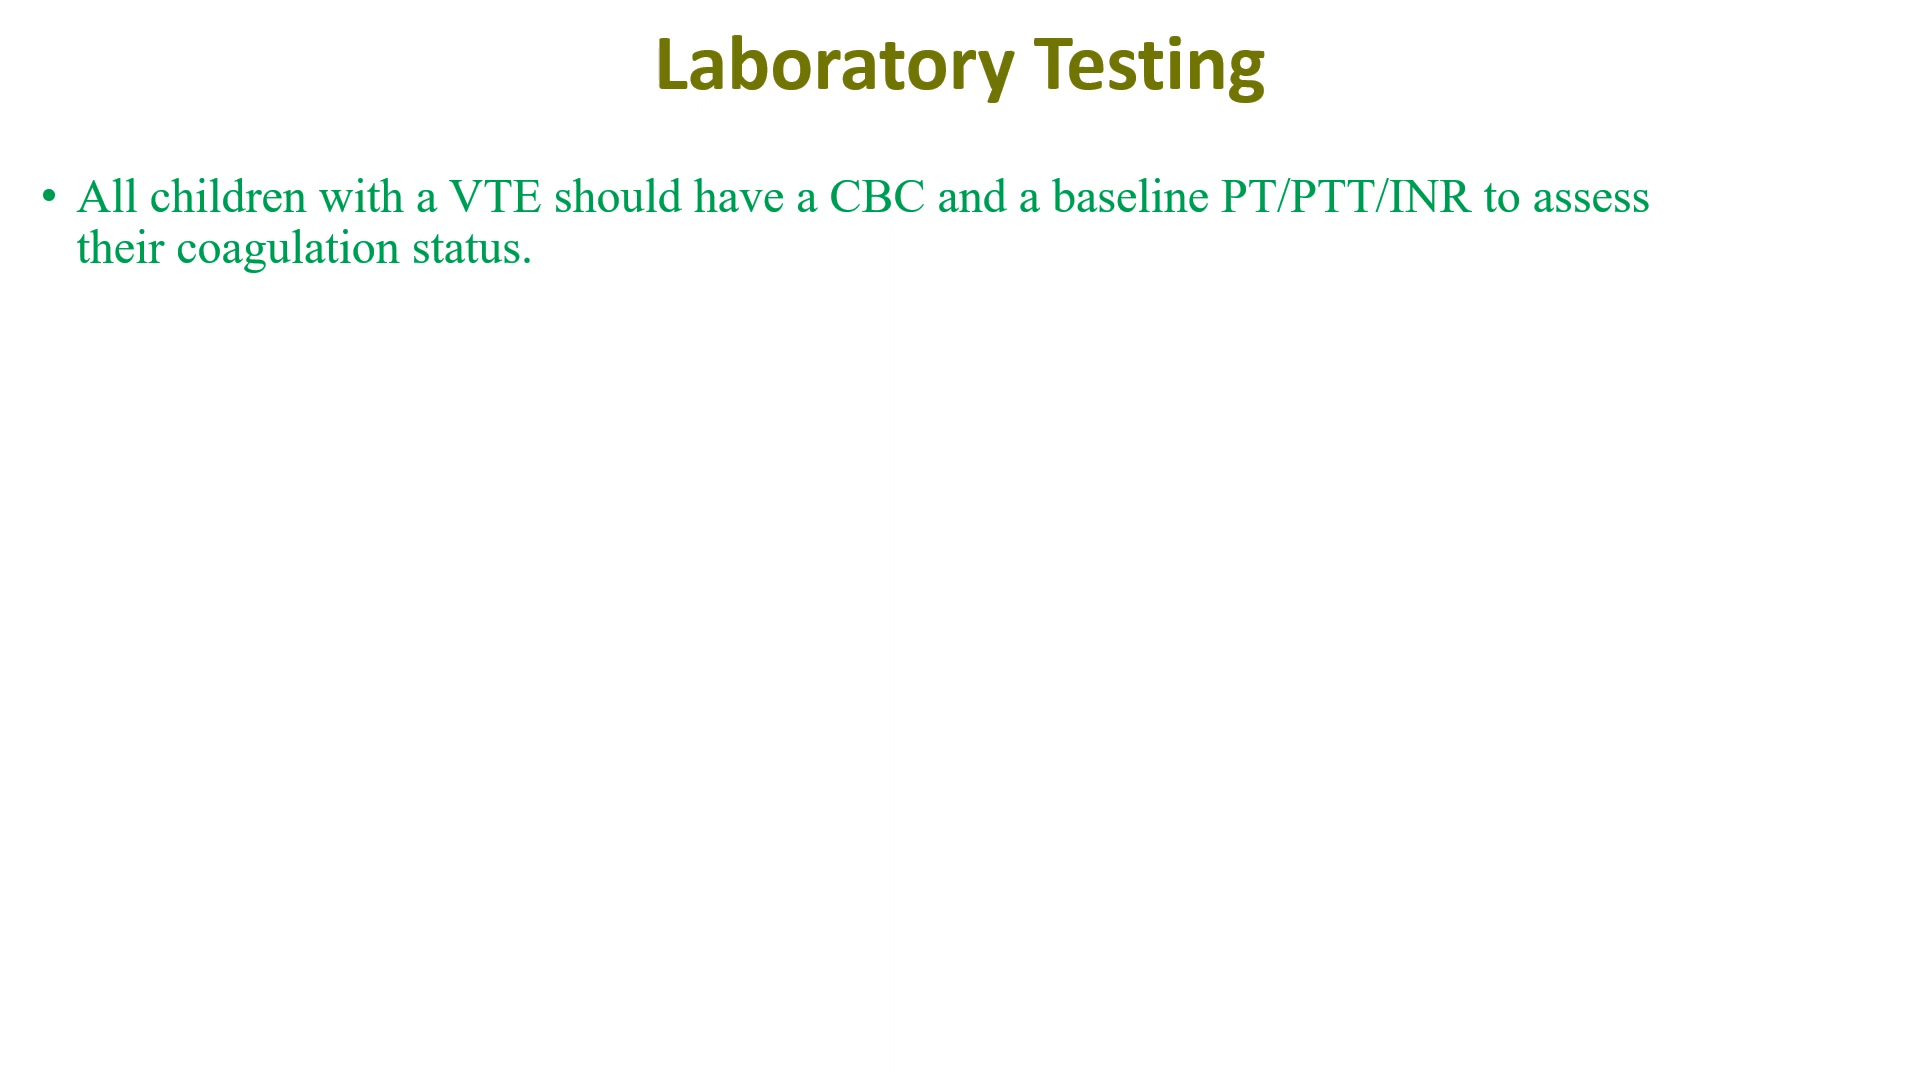 Laboratory Testing
• All children with a VTE should have a CBC and a baseline PT/PTT/INR to assess
their coagulation status.